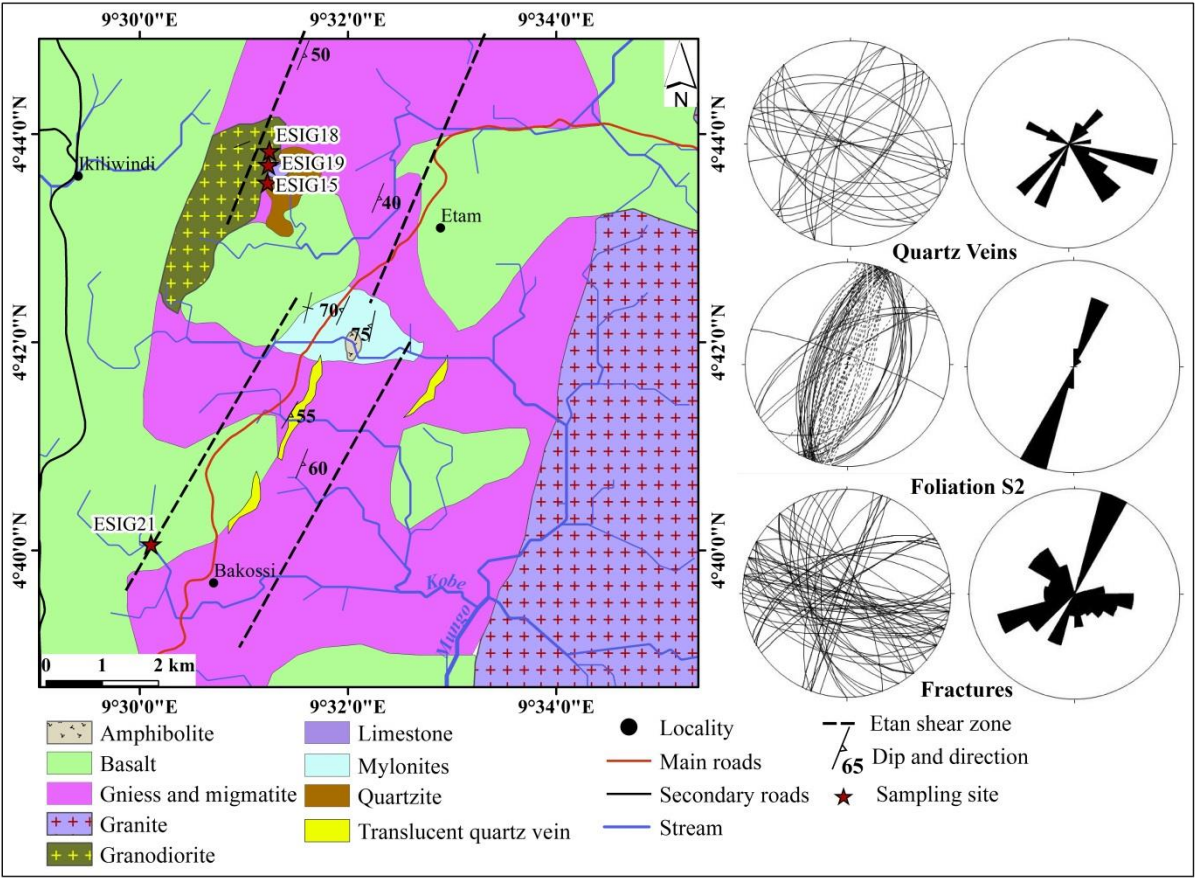 9°30'0"E 9°32'0"E 9°34'0"E
50
N
4°44'0"N
4°44'0"N
Ikiliwindi
ESIG18
ESIG19
ESIG15
40
Etam
Quartz Veins
4°42'0"N
4°42'0"N
70
75
55
60
Foliation S2
ESIG21
4°40'0"N
4°40'0"N
Bakossi
Kobe
Mungo
0 1 2 km
Fractures
9°30'0"E 9°32'0"E 9°34'0"E
Amphibolite
Basalt
Gniess and migmatite
Granite
Granodiorite
Limestone
Mylonites
Quartzite
Translucent quartz vein
Locality
Main roads
Secondary roads
Stream
Etan shear zone
65 Dip and direction
Sampling site